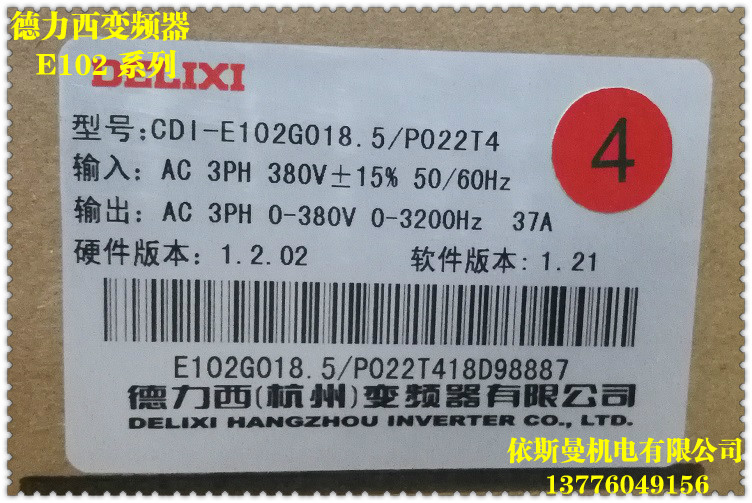 德力西变频器
E102 系列
DELIXI
型号:CDI-E102G018.5/P022T4
4
输入: AC 3PH 380V±15% 50/60Hz
输出: AC 3PH 0-380V 0-3200Hz 37A
硬件版本: 1.2.02 软件版本: 1.21
E102G018.5/P022T418D98887
德力西(杭州)变频器有限公司
DELIXI HANGZHOU INVERTER CO., LTD.
依斯曼机电有限公司
13776049156